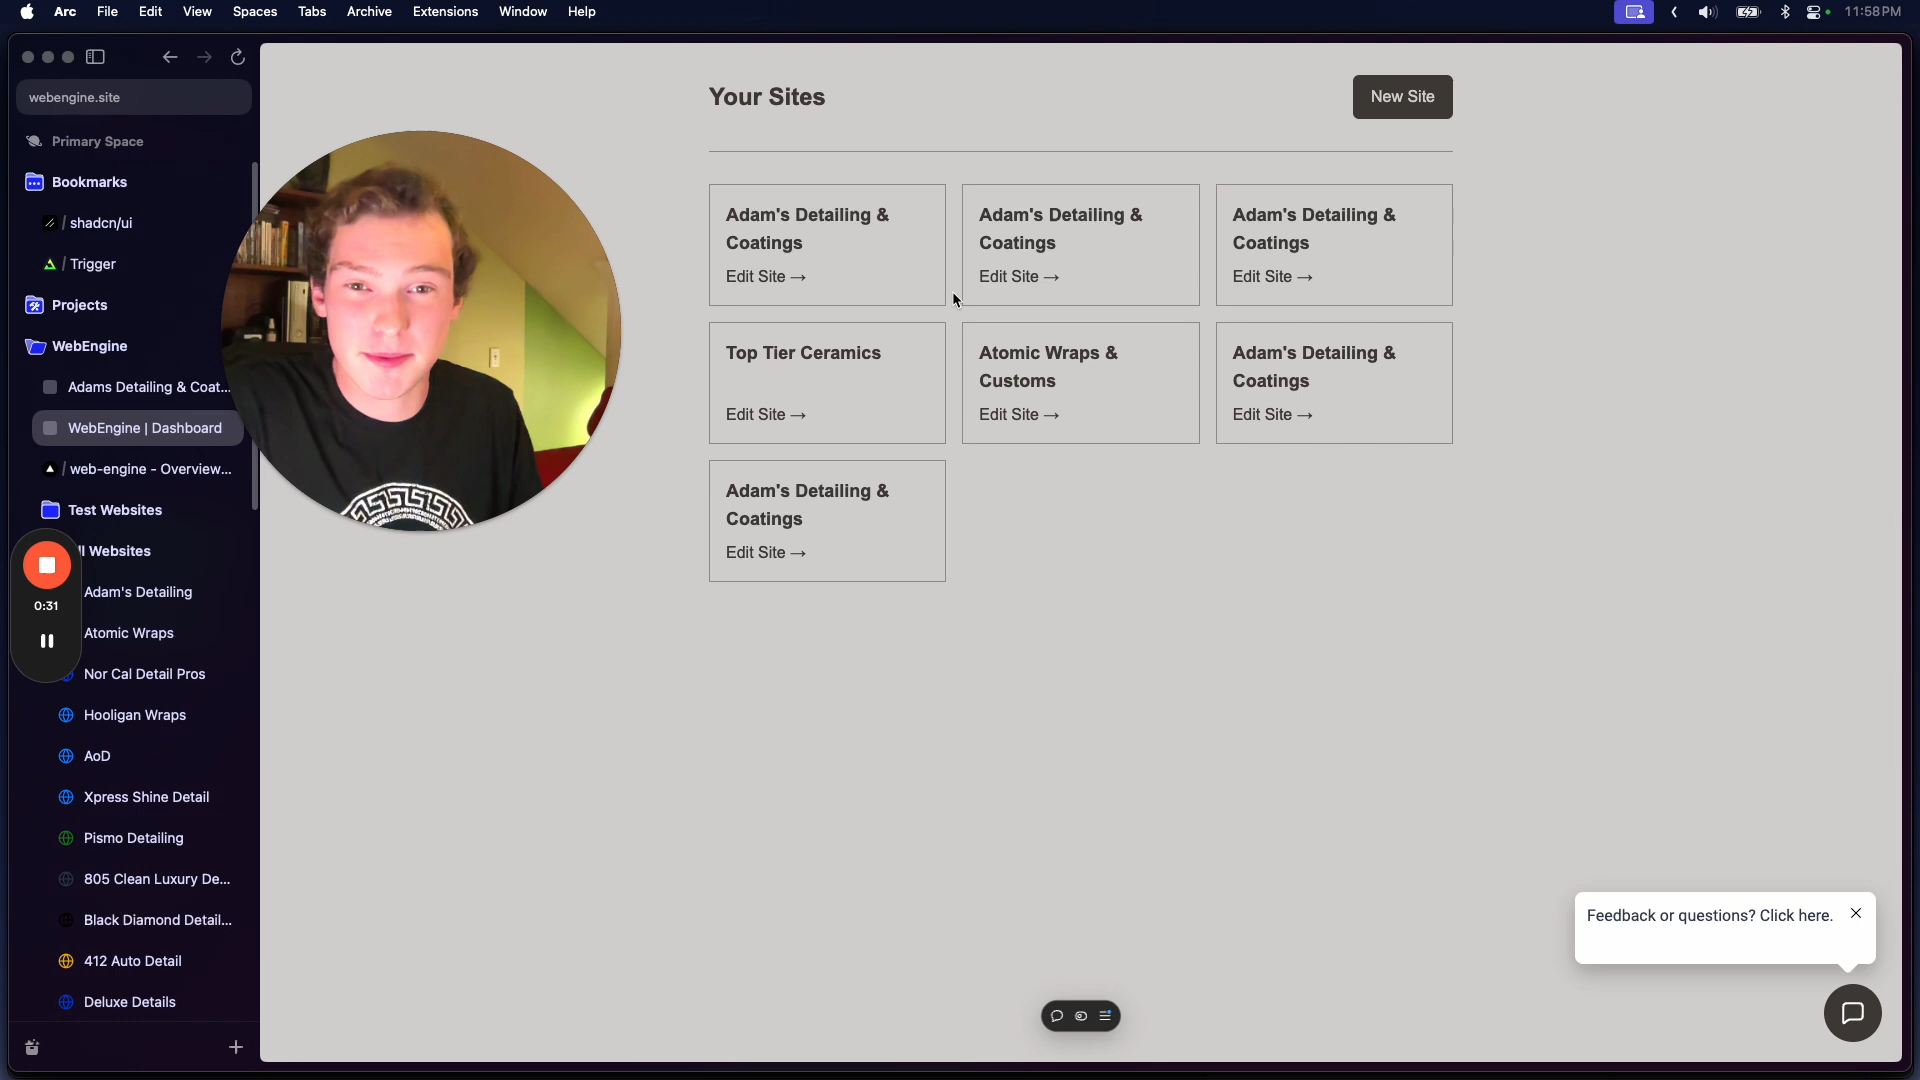 Arc File Edit View Spaces Tabs Archive Extensions Window Help
11:58 PM
webengine.site
Primary Space
Bookmarks
/ shadcn/ui
/ Trigger
Projects
WebEngine
Adams Detailing & Coat...
WebEngine | Dashboard
/ web-engine - Overview...
Test Websites
ll Websites
Adam's Detailing
Atomic Wraps
Nor Cal Detail Pros
Hooligan Wraps
AoD
Xpress Shine Detail
Pismo Detailing
805 Clean Luxury De...
Black Diamond Detail...
412 Auto Detail
Deluxe Details
0:31
Your Sites
New Site
Adam's Detailing &
Coatings
Edit Site →
Adam's Detailing &
Coatings
Edit Site →
Adam's Detailing &
Coatings
Edit Site →
Top Tier Ceramics
Edit Site →
Atomic Wraps &
Customs
Edit Site →
Adam's Detailing &
Coatings
Edit Site →
Adam's Detailing &
Coatings
Edit Site →
Feedback or questions? Click here.